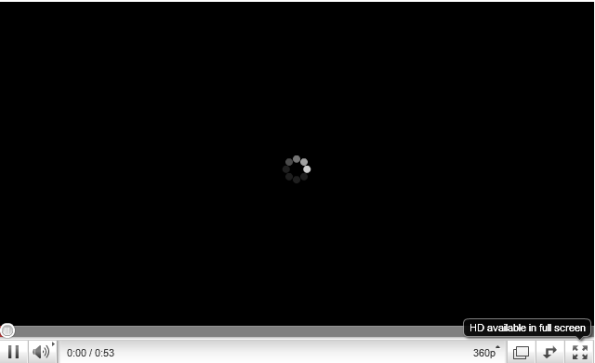 HD available in full screen
0:00 / 0:53
360p